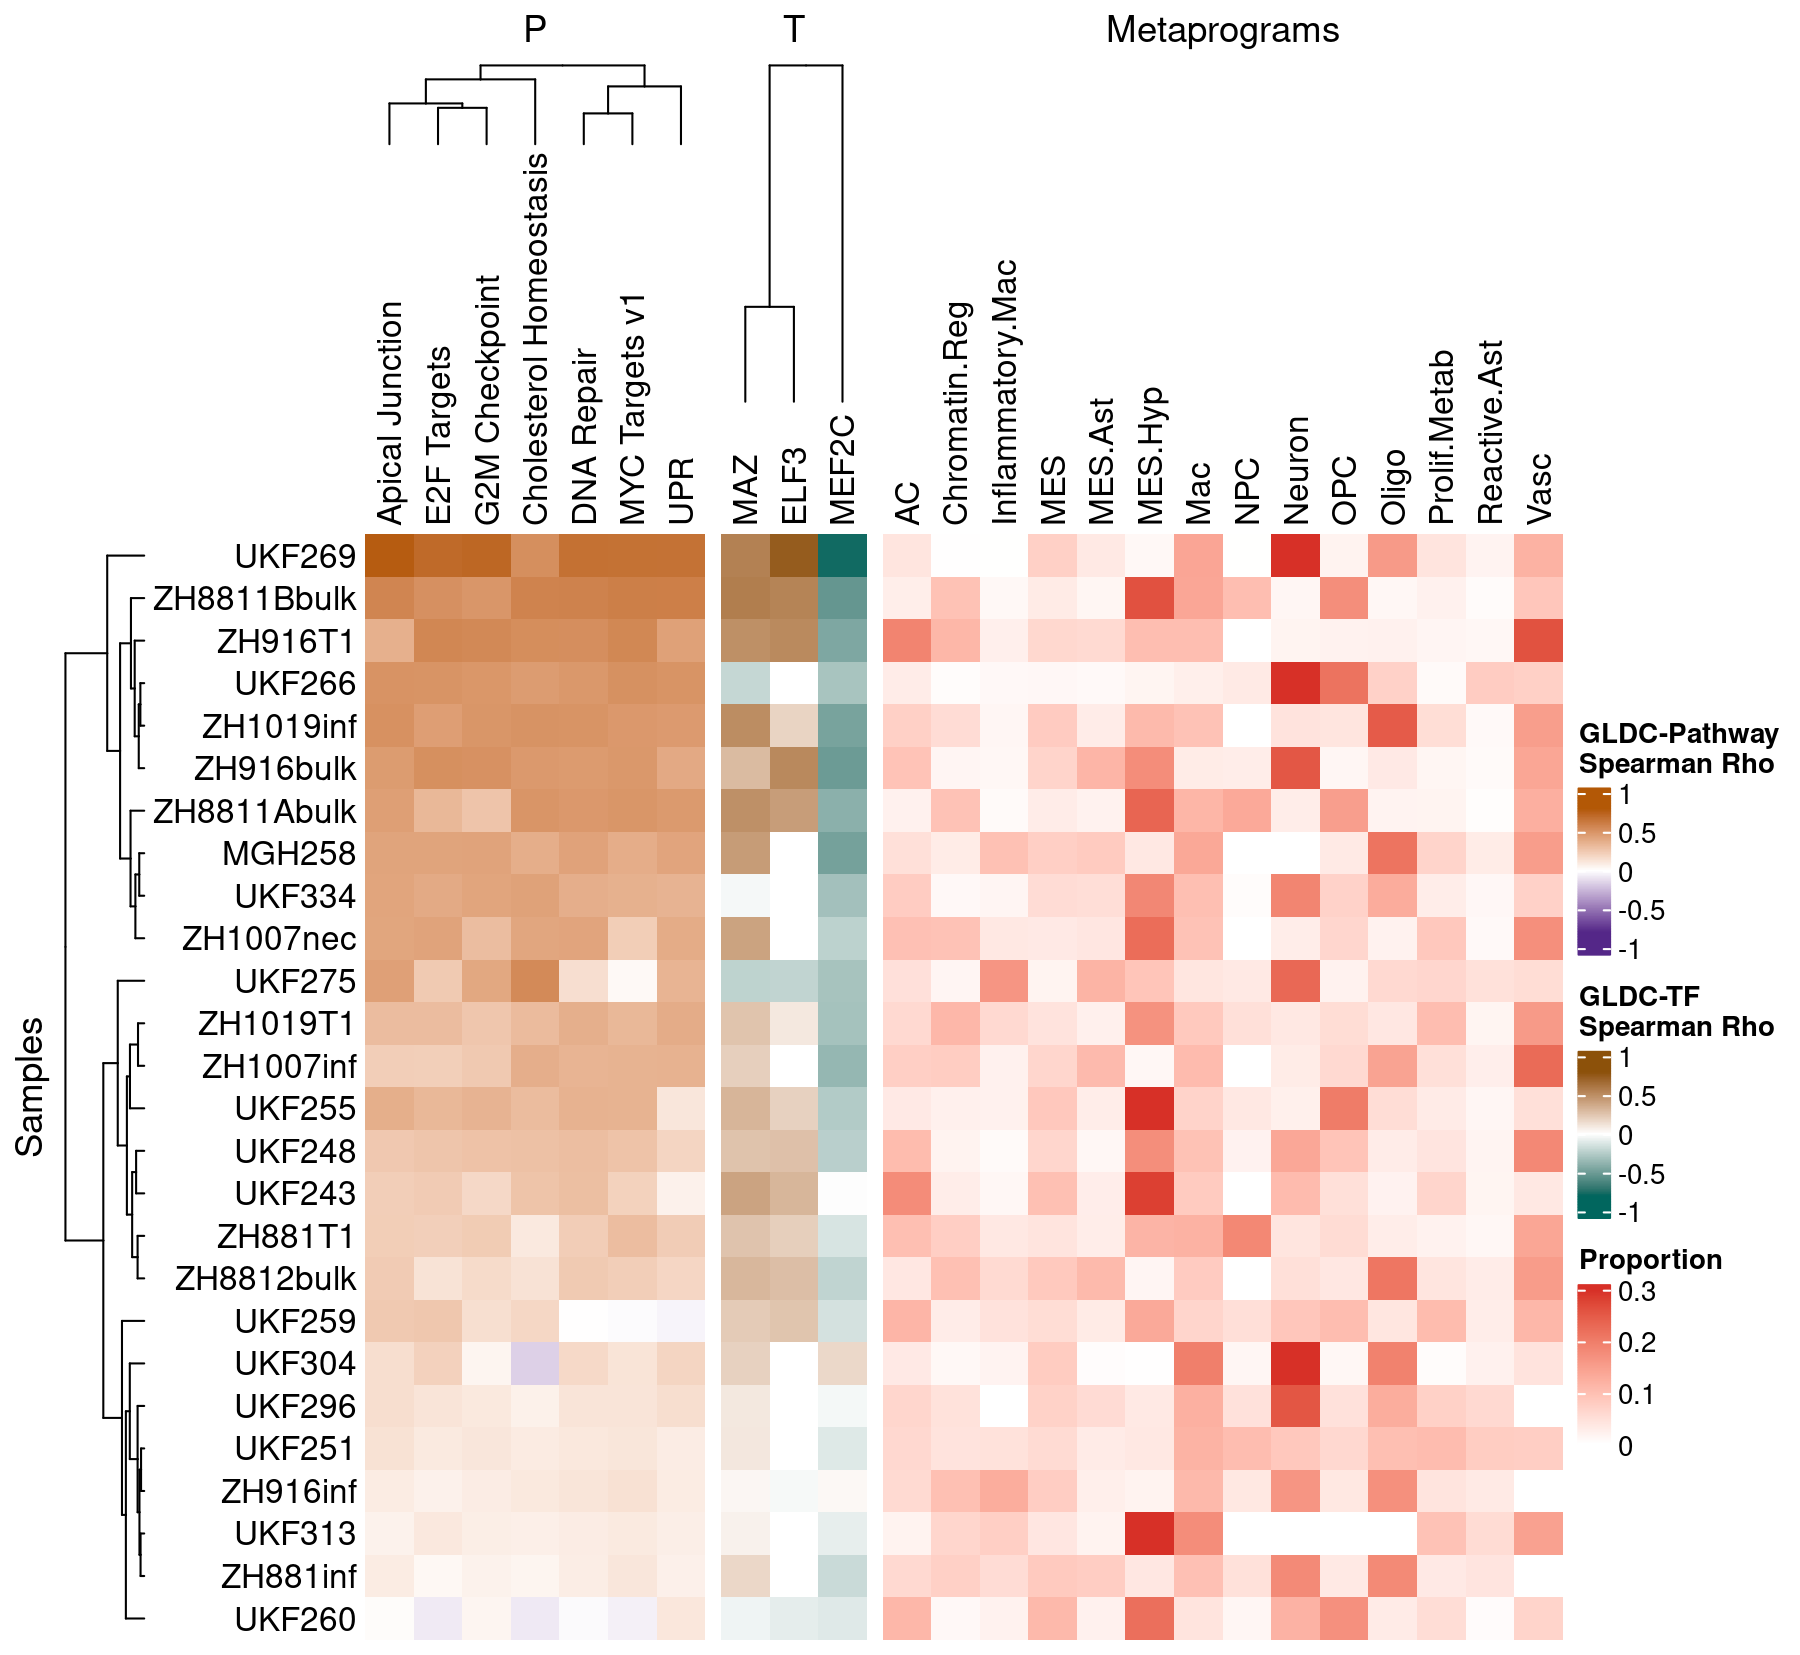 P
T
Metaprograms
Apical Junction
E2F Targets
G2M Checkpoint
Cholesterol Homeostasis
DNA Repair
MYC Targets v1
UPR
MAZ
ELF3
MEF2C
AC
Chromatin.Reg
Inflammatory.Mac
MES
MES.Ast
MES.Hyp
Mac
NPC
Neuron
OPC
Oligo
Prolif.Metab
Reactive.Ast
Vasc
Samples
UKF269
ZH8811Bbulk
ZH916T1
UKF266
ZH1019inf
ZH916bulk
ZH8811Abulk
MGH258
UKF334
ZH1007nec
UKF275
ZH1019T1
ZH1007inf
UKF255
UKF248
UKF243
ZH881T1
ZH8812bulk
UKF259
UKF304
UKF296
UKF251
ZH916inf
UKF313
ZH881inf
UKF260
GLDC-Pathway
Spearman Rho
1
0.5
0
-0.5
-1
GLDC-TF
Spearman Rho
1
0.5
0
-0.5
-1
Proportion
0.3
0.2
0.1
0